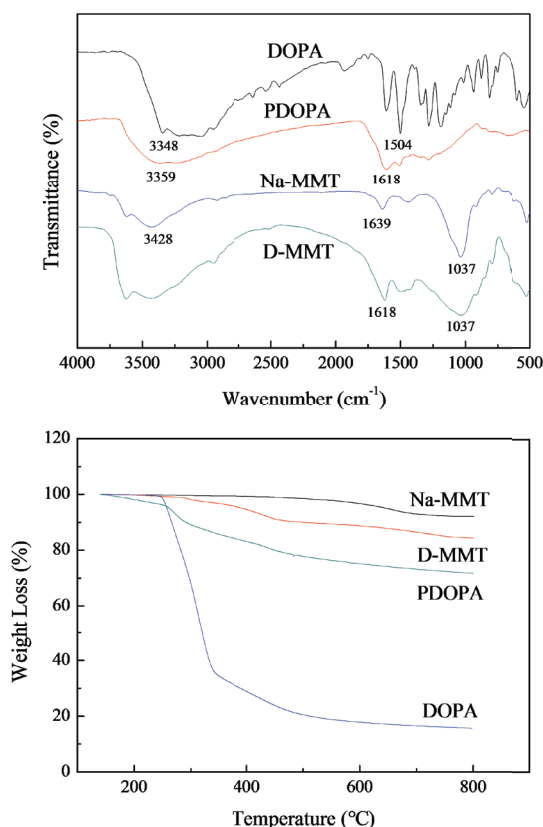 DOPA
PDOPA
3348
1504
3359
1618
Na-MMT
3428
1639
D-MMT
1037
1618
1037
Transmittance (%)
4000 3500 3000 2500 2000 1500 1000 500
Wavenumber (cm⁻¹)
120
100
80
60
40
20
0
Weight Loss (%)
Na-MMT
D-MMT
PDOPA
DOPA
200 400 600 800
Temperature (°C)